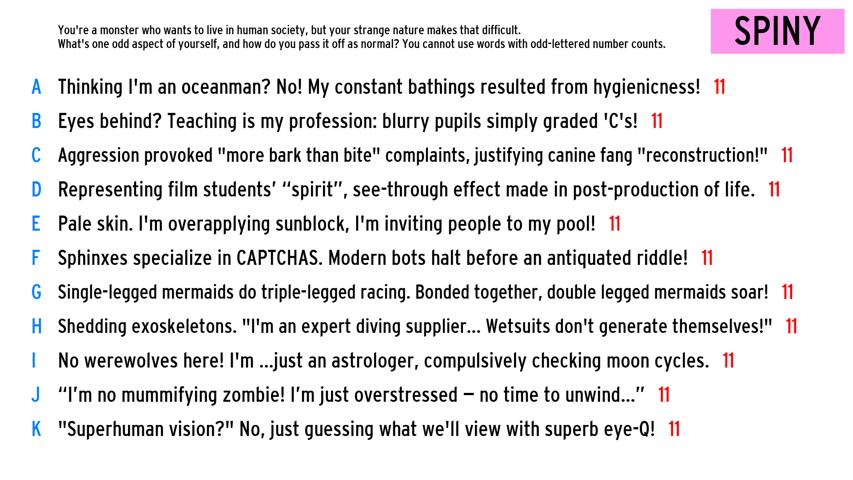 You're a monster who wants to live in human society, but your strange nature makes that difficult.
What's one odd aspect of yourself, and how do you pass it off as normal? You cannot use words with odd-lettered number counts.
SPINY
A Thinking I'm an oceanman? No! My constant bathings resulted from hygienicness! 11
B Eyes behind? Teaching is my profession: blurry pupils simply graded 'C's! 11
C Aggression provoked "more bark than bite" complaints, justifying canine fang "reconstruction!" 11
D Representing film students’ “spirit”, see-through effect made in post-production of life. 11
E Pale skin. I'm overapplying sunblock, I'm inviting people to my pool! 11
F Sphinxes specialize in CAPTCHAS. Modern bots halt before an antiquated riddle! 11
G Single-legged mermaids do triple-legged racing. Bonded together, double legged mermaids soar! 11
H Shedding exoskeletons. "I'm an expert diving supplier... Wetsuits don't generate themselves!" 11
I No werewolves here! I'm ...just an astrologer, compulsively checking moon cycles. 11
J “I’m no mummifying zombie! I’m just overstressed – no time to unwind...” 11
K "Superhuman vision?" No, just guessing what we'll view with superb eye-Q! 11